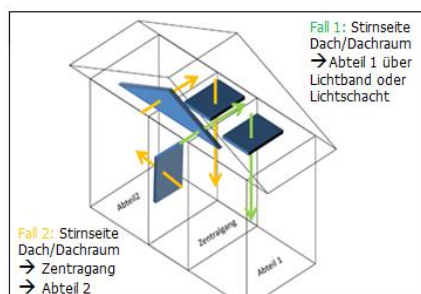 Fall 1: Stirnseite
Dach/Dachraum
→ Abteil 1 über
Lichtband oder
Lichtschacht
Abteil2
Zentralgang
Abteil 1
Fall 2: Stirnseite
Dach/Dachraum
→ Zentragang
→ Abteil 2